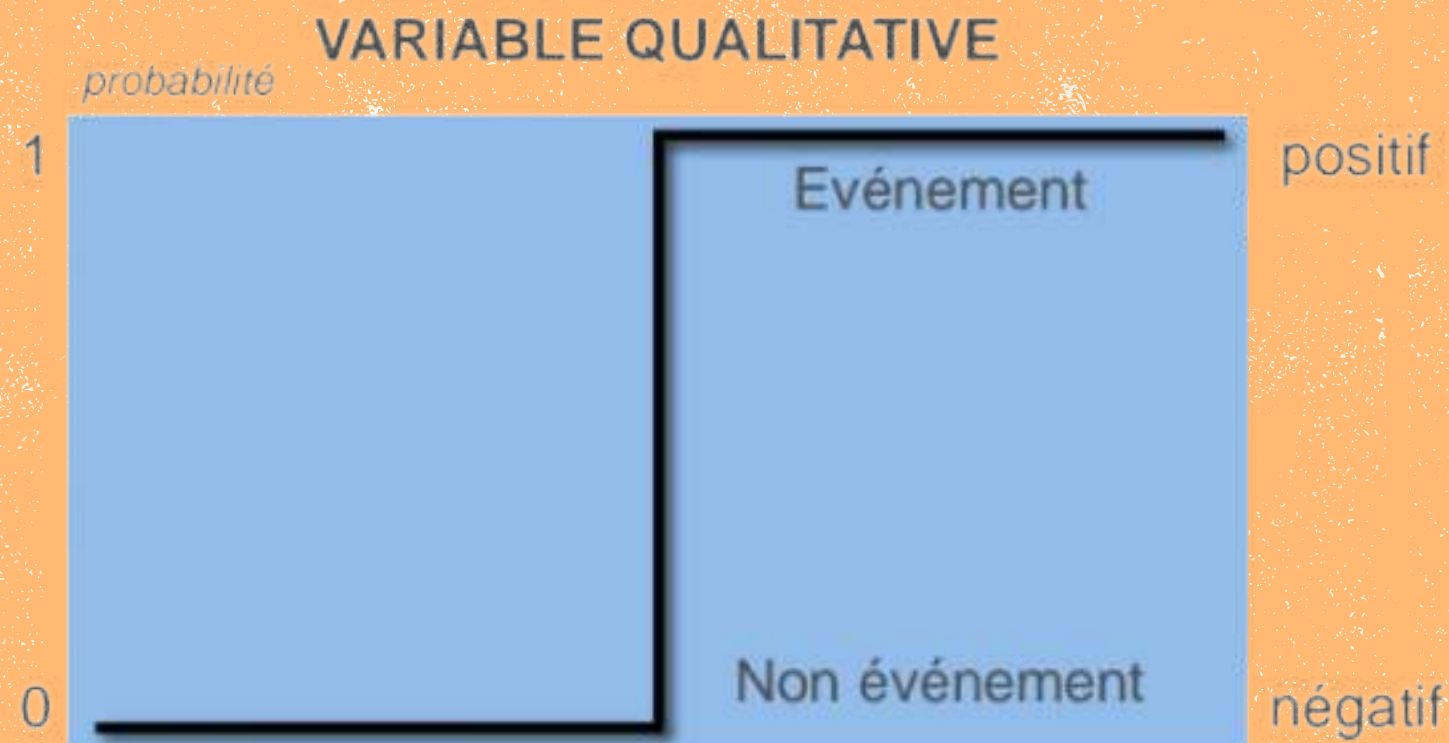 VARIABLE QUALITATIVE
probabilité
1
positif
Evénement
Non événement
0
négatif